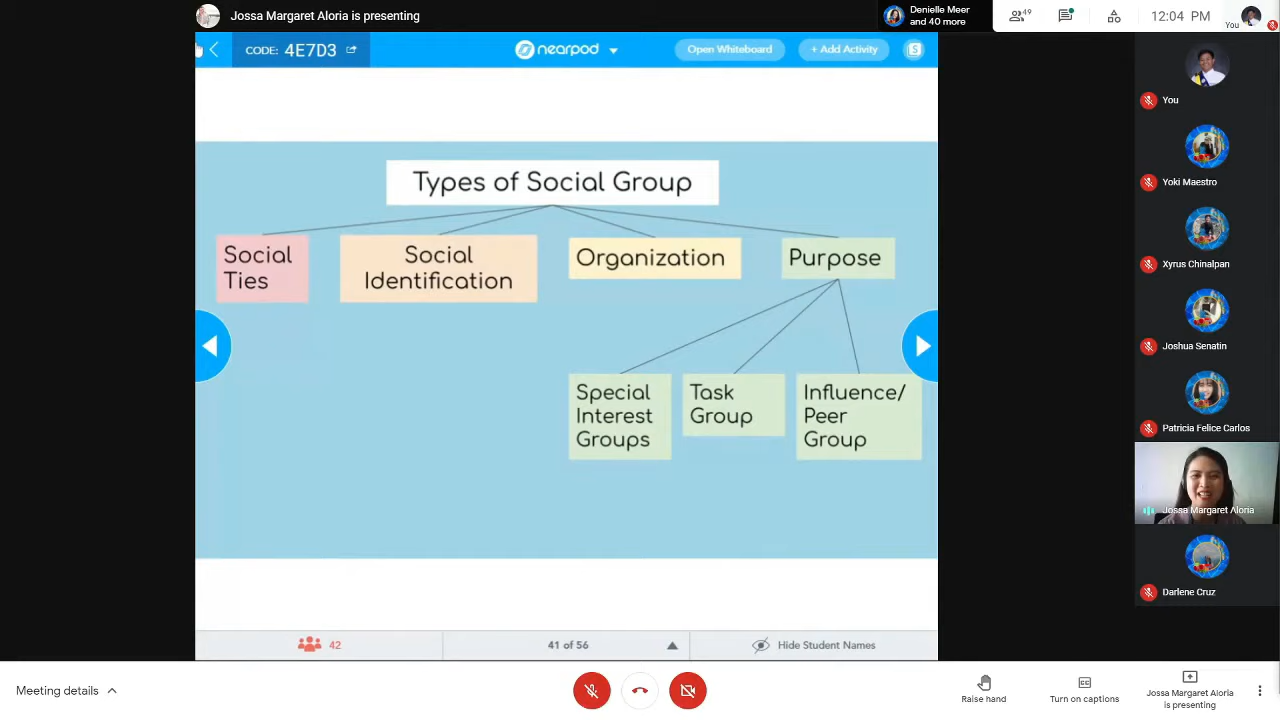 Jossa Margaret Aloria is presenting
Denielle Meer
and 40 more
49
12:04 PM
You
CODE: 4E7D3
nearpod
Open Whiteboard
+ Add Activity
S
Types of Social Group
Social
Ties
Social
Identification
Organization
Purpose
Special
Interest
Groups
Task
Group
Influence/
Peer
Group
42
41 of 56
Hide Student Names
You
Yoki Maestro
Xyrus Chinalpan
Joshua Senatin
Patricia Felice Carlos
Jossa Margaret Aloria
Darlene Cruz
Meeting details
Raise hand
Turn on captions
Jossa Margaret Aloria
is presenting